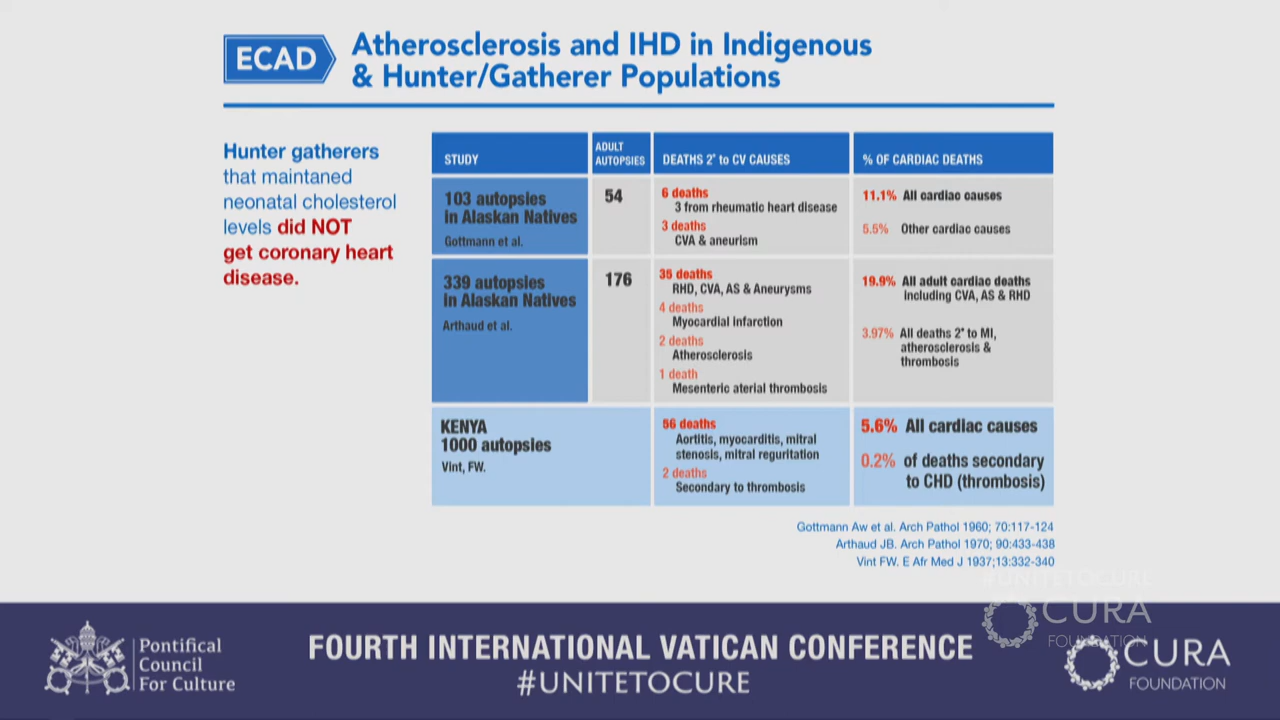 ECAD
Atherosclerosis and IHD in Indigenous
& Hunter/Gatherer Populations
Hunter gatherers
that maintaned
neonatal cholesterol
levels did NOT
get coronary heart
disease.
STUDY
ADULT
AUTOPSIES
DEATHS 2° to CV CAUSES
% OF CARDIAC DEATHS
103 autopsies
in Alaskan Natives
Gottmann et al.
54
6 deaths
3 from rheumatic heart disease
3 deaths
CVA & aneurism
11.1% All cardiac causes
5.5% Other cardiac causes
339 autopsies
in Alaskan Natives
Arthaud et al.
176
35 deaths
RHD, CVA, AS & Aneurysms
4 deaths
Myocardial infarction
2 deaths
Atherosclerosis
1 death
Mesenteric aterial thrombosis
19.9% All adult cardiac deaths
including CVA, AS & RHD
3.97% All deaths 2° to MI,
atherosclerosis &
thrombosis
KENYA
1000 autopsies
Vint, FW.
56 deaths
Aortitis, myocarditis, mitral
stenosis, mitral reguritation
2 deaths
Secondary to thrombosis
5.6% All cardiac causes
0.2% of deaths secondary
to CHD (thrombosis)
Gottmann Aw et al. Arch Pathol 1960; 70:117-124
Arthaud JB. Arch Pathol 1970; 90:433-438
Vint FW. E Afr Med J 1937;13:332-340
#UNITETOCURE
CURA
FOUNDATION
Pontifical
Council
For Culture
FOURTH INTERNATIONAL VATICAN CONFERENCE
#UNITETOCURE
CURA
FOUNDATION